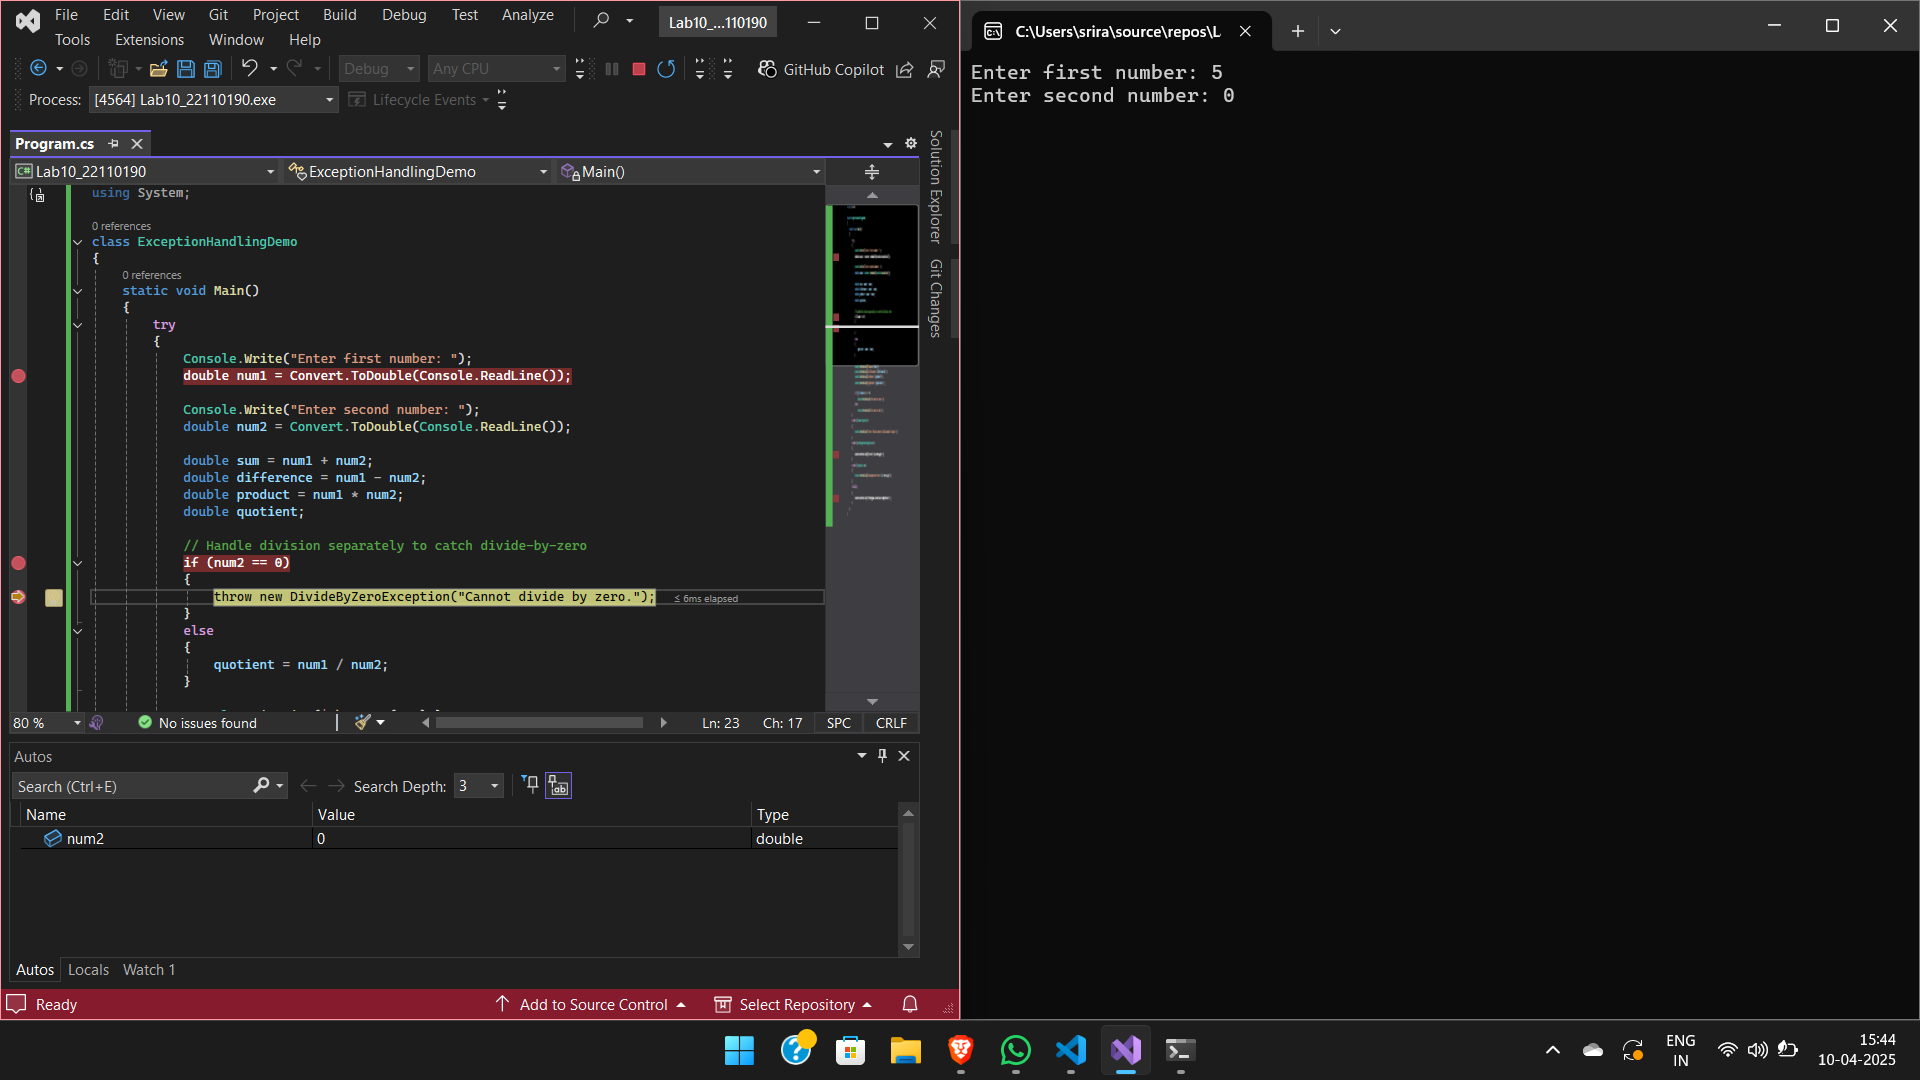 File Edit View Git Project Build Debug Test Analyze
Lab10_...110190
Tools Extensions Window Help
Debug Any CPU GitHub Copilot
Process: [4564] Lab10_22110190.exe Lifecycle Events
Program.cs
Lab10_22110190 ExceptionHandlingDemo Main()
using System;
0 references
class ExceptionHandlingDemo
{
0 references
static void Main()
{
try
{
Console.Write("Enter first number: ");
double num1 = Convert.ToDouble(Console.ReadLine());
Console.Write("Enter second number: ");
double num2 = Convert.ToDouble(Console.ReadLine());
double sum = num1 + num2;
double difference = num1 - num2;
double product = num1 * num2;
double quotient;
// Handle division separately to catch divide-by-zero
if (num2 == 0)
{
throw new DivideByZeroException("Cannot divide by zero."); ≤ 6ms elapsed
}
else
{
quotient = num1 / num2;
}
80 % No issues found Ln: 23 Ch: 17 SPC CRLF
Solution Explorer
Git Changes
Autos
Search (Ctrl+E) Search Depth: 3
Name Value Type
num2 0 double
Autos Locals Watch 1
Ready Add to Source Control Select Repository
C:\Users\srira\source\repos\L
Enter first number: 5
Enter second number: 0
ENG
IN
15:44
10-04-2025